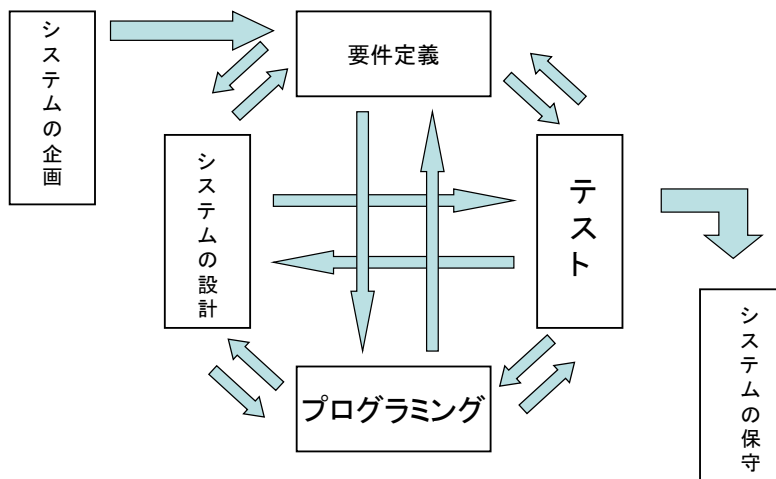 システムの企画
要件定義
システムの設計
テスト
プログラミング
システムの保守